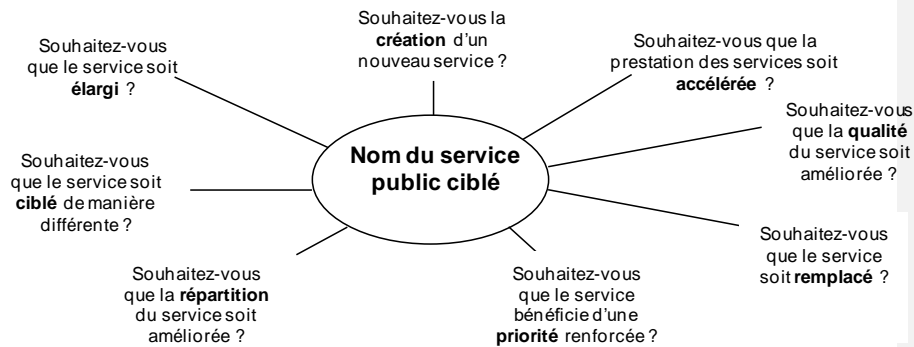 Souhaitez-vous la
création d'un
nouveau service ?
Souhaitez-vous
que le service soit
élargi ?
Souhaitez-vous que la
prestation des services soit
accélérée ?
Souhaitez-vous
que la qualité
du service soit
améliorée ?
Nom du service
public ciblé
Souhaitez-vous
que le service soit
ciblé de manière
différente ?
Souhaitez-vous
que le service
soit remplacé ?
Souhaitez-vous
que la répartition
du service soit
améliorée ?
Souhaitez-vous
que le service
bénéficie d'une
priorité renforcée ?